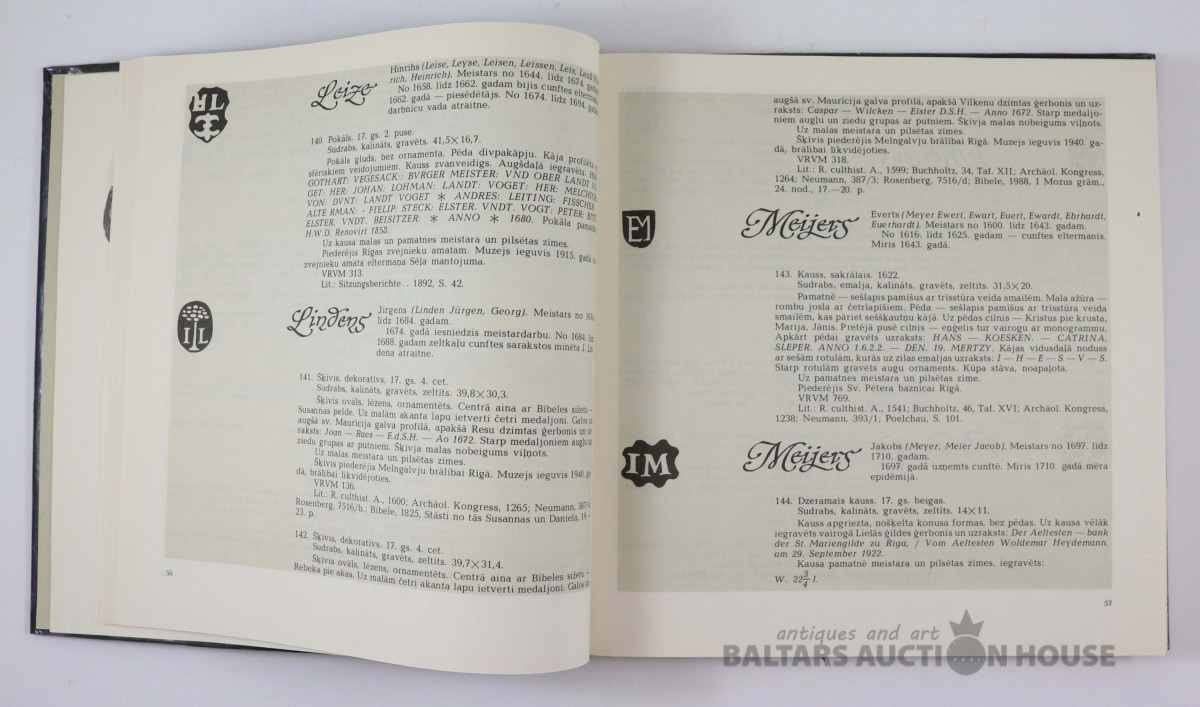 Leize
Hinrihs (Leise, Leyse, Leisen, Leissen, Leis, Leid
rich, Heinrich). Meistars no 1644. līdz 1674. gadam
No 1658. līdz 1662. gadam bijis cunftes eltermanis
1662. gadā — piesēdētājs. No 1674. līdz 1694. gadam
darbnīcu vada atraitne.
140. Pokāls. 17. gs. 2. puse.
Sudrabs, kalināts, gravēts. 41,5×16,7.
Pokāls gluds, bez ornamenta. Pēda divpakāpju. Kāja profilēta
sfēriskiem veidojumiem. Kauss zvanveidīgs. Augšdaļā iegravēts:
GOTHART: VEGESACK:: BVRGER MEISTER: VND OBER LANDT
GET: HER: JOHAN: LOHMAN: LANDT: VOGET: HER: MELCHIOR
VON: DVNT: LANDT VOGET ✳ ANDRES: LEITING: FISSCHER
ALTE RMAN: · FIELIP: STECK: ELSTER. VNDT. VOGT: PETER:
ELSTER. VNDT. BEISITZER: ✳ ANNO ✳ 1680. Pokāla pamatnē
H.W.D. Renovirt 1858.
Uz kausa malas un pamatnes meistara un pilsētas zīmes.
Piederējis Rīgas zvejnieku amatam. Muzejs ieguvis 1915. gadā
zvejnieku amata eltermaņa Sēļa mantojuma.
VRVM 313.
Lit.: Sitzungsberichte . . 1892, S. 42.
Lindens
Jirgens (Linden Jürgen, Georg). Meistars no
līdz 1684. gadam.
1674. gadā iesniedzis meistardarbu. No 1684. līdz
1688. gadam zeltkaļu cunftes sarakstos minēta J. Lin
dena atraitne.
IL
141. Šķīvis, dekoratīvs. 17. gs. 4. cet.
Sudrabs, kalināts, gravēts, zeltīts. 39,8×30,3.
Šķīvis ovāls, lēzens, ornamentēts. Centrā aina ar Bībeles sižetu —
Susannas pelde. Uz malām akanta lapu ietverti četri medaljoni. Galos
augšā sv. Maurīcija galva profilā, apakšā Resu dzimtas ģerbonis un uz-
raksts: Joan — Raes — E.d.S.H. — Ao 1672. Starp medaljoniem augļu un
ziedu grupas ar putniem. Šķīvja malas nobeigums viļņots.
Uz malas meistara un pilsētas zīmes.
Šķīvis piederējis Melngalvju brālībai Rīgā. Muzejs ieguvis 1940. ga-
dā, brālībai likvidējoties.
VRVM 136.
Lit.: R. culthist. A., 1600; Archäol. Kongress, 1265; Neumann, 387/4
Rosenberg, 7516/b.; Bībele, 1825, Stāsti no tās Susannas un Daniela, 19—
23. p.
142. Šķīvis, dekoratīvs. 17. gs. 4. cet.
Sudrabs, kalināts, gravēts, zeltīts. 39,7×31,4.
Šķīvis ovāls, lēzens, ornamentēts. Centrā aina ar Bībeles sižetu —
Rebeka pie akas. Uz malām četri akanta lapu ietverti medaljoni. Galos
56
augšā sv. Maurīcija galva profilā, apakšā Vilkenu dzimtas ģerbonis un uz-
raksts: Caspar — Wilcken — Elster D.S.H. — Anno 1672. Starp medaljo-
niem augļu un ziedu grupas ar putniem. Šķīvja malas nobeigums viļņots.
Uz malas meistara un pilsētas zīmes.
Šķīvis piederējis Melngalvju brālībai Rīgā. Muzejs ieguvis 1940. ga-
dā, brālībai likvidējoties.
VRVM 318.
Lit.: R. culthist. A., 1599; Buchholtz, 34, Taf. XII; Archäol. Kongress,
1264; Neumann, 387/3; Rosenberg, 7516/d; Bībele, 1988, I Mozus grām.,
24. nod., 17.—20. p.
EM
Meijers
Everts (Meyer Ewert, Ewart, Euert, Ewardt, Ebrhardt,
Euerhardt). Meistars no 1600. līdz 1643. gadam.
No 1616. līdz 1625. gadam — cunftes eltermanis.
Miris 1643. gadā.
143. Kauss, sakrālais. 1622.
Sudrabs, emalja, kalināts, gravēts, zeltīts. 31,5×20.
Pamatnē — sešlapis pamīšus ar trīsstūra veida smailēm. Mala ažūra —
rombu josla ar četrlapīšiem. Pēda — sešlapis pamīšus ar trīsstūra veida
smailēm, kas pāriet sešškautņu kājā. Uz pēdas cilnis — Kristus pie krusta,
Marija, Jānis. Pretējā pusē cilnis — eņģelis tur vairogu ar monogrammu.
Apkārt pēdai gravēts uzraksts: HANS — KOESKEN. — CATRINA.
SLEPER. ANNO 1.6.2.2. — DEN. 19. MERTZY. Kājas vidusdaļā noduss
ar sešām rotulām, kurās uz zilas emaljas uzraksts: I — H — E — S — V — S.
Starp rotulām gravēts augu ornaments. Kūpa stāva, noapaļota.
Uz pamatnes meistara un pilsētas zīme.
Piederējis Sv. Pētera baznīcai Rīgā.
VRVM 769.
Lit.: R. culthist. A., 1541; Buchholtz, 46, Taf. XVI; Archäol. Kongress,
1238; Neumann, 393/1; Poelchau, S. 101.
IM
Meijers
Jakobs (Meyer, Meier Jacob). Meistars no 1697. līdz
1710. gadam.
1697. gadā uzņemts cunftē. Miris 1710. gadā mēra
epidēmijā.
144. Dzeramais kauss. 17. gs. beigas.
Sudrabs, kalināts, gravēts, zeltīts. 14×11.
Kauss apgriezta, nošķelta konusa formas, bez pēdas. Uz kausa vēlāk
iegravēts vairogā Lielās ģildes ģerbonis un uzraksts: Der Aeltesten — bank
der St. Mariengilde zu Riga, / Vom Aeltesten Woldemar Heydemann,
am 29. September 1922.
Kausa pamatnē meistara un pilsētas zīmes, iegravēts:
W. 22¾ l.
57
antiques and art
BALTARS AUCTION HOUSE